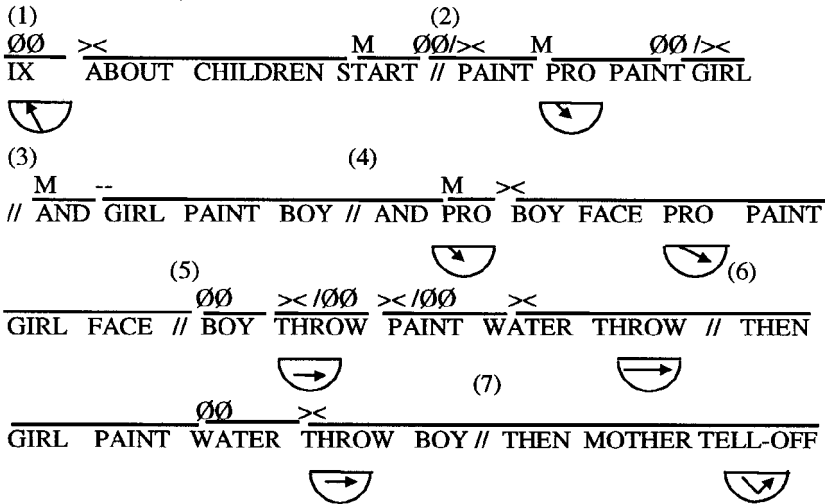 (1) (2)
ØØ >< M ØØ/>< M ØØ /><
IX ABOUT CHILDREN START // PAINT PRO PAINT GIRL
(3) (4)
M -- M ><
// AND GIRL PAINT BOY // AND PRO BOY FACE PRO PAINT
(5) (6)
ØØ >< /ØØ >< /ØØ ><
GIRL FACE // BOY THROW PAINT WATER THROW // THEN
(7)
ØØ ><
GIRL PAINT WATER THROW BOY // THEN MOTHER TELL-OFF